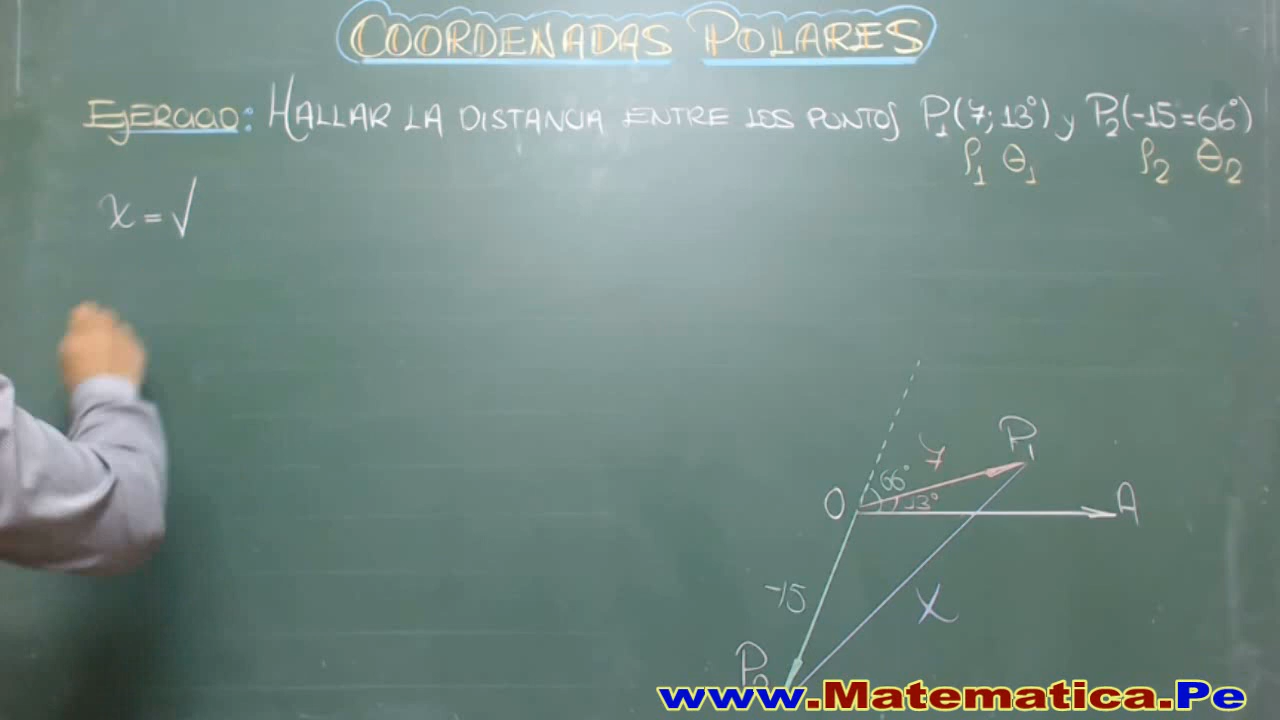 COORDENADAS POLARES
EJERCICIO: HALLAR LA DISTANCIA ENTRE LOS PUNTOS P₁(7; 13°) y P₂(-15=66°)
ρ₁ θ₁ ρ₂ θ₂
x = √
P₁
7
66°
O 13° A
-15
x
P₂
www.Matematica.Pe